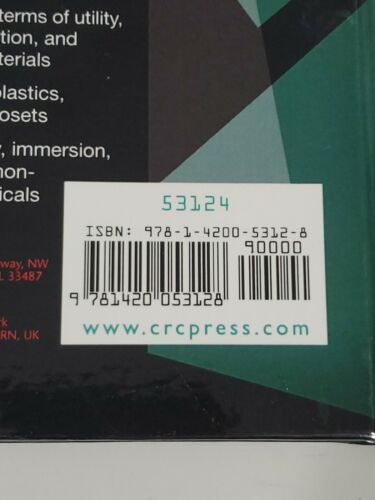 terms of utility,
tion, and
terials
plastics,
osets
, immersion,
non-
icals
53124
ISBN: 978-1-4200-5312-8
90000
9 781420 053128
www.crcpress.com
way, NW
L 33487
rk
RN, UK